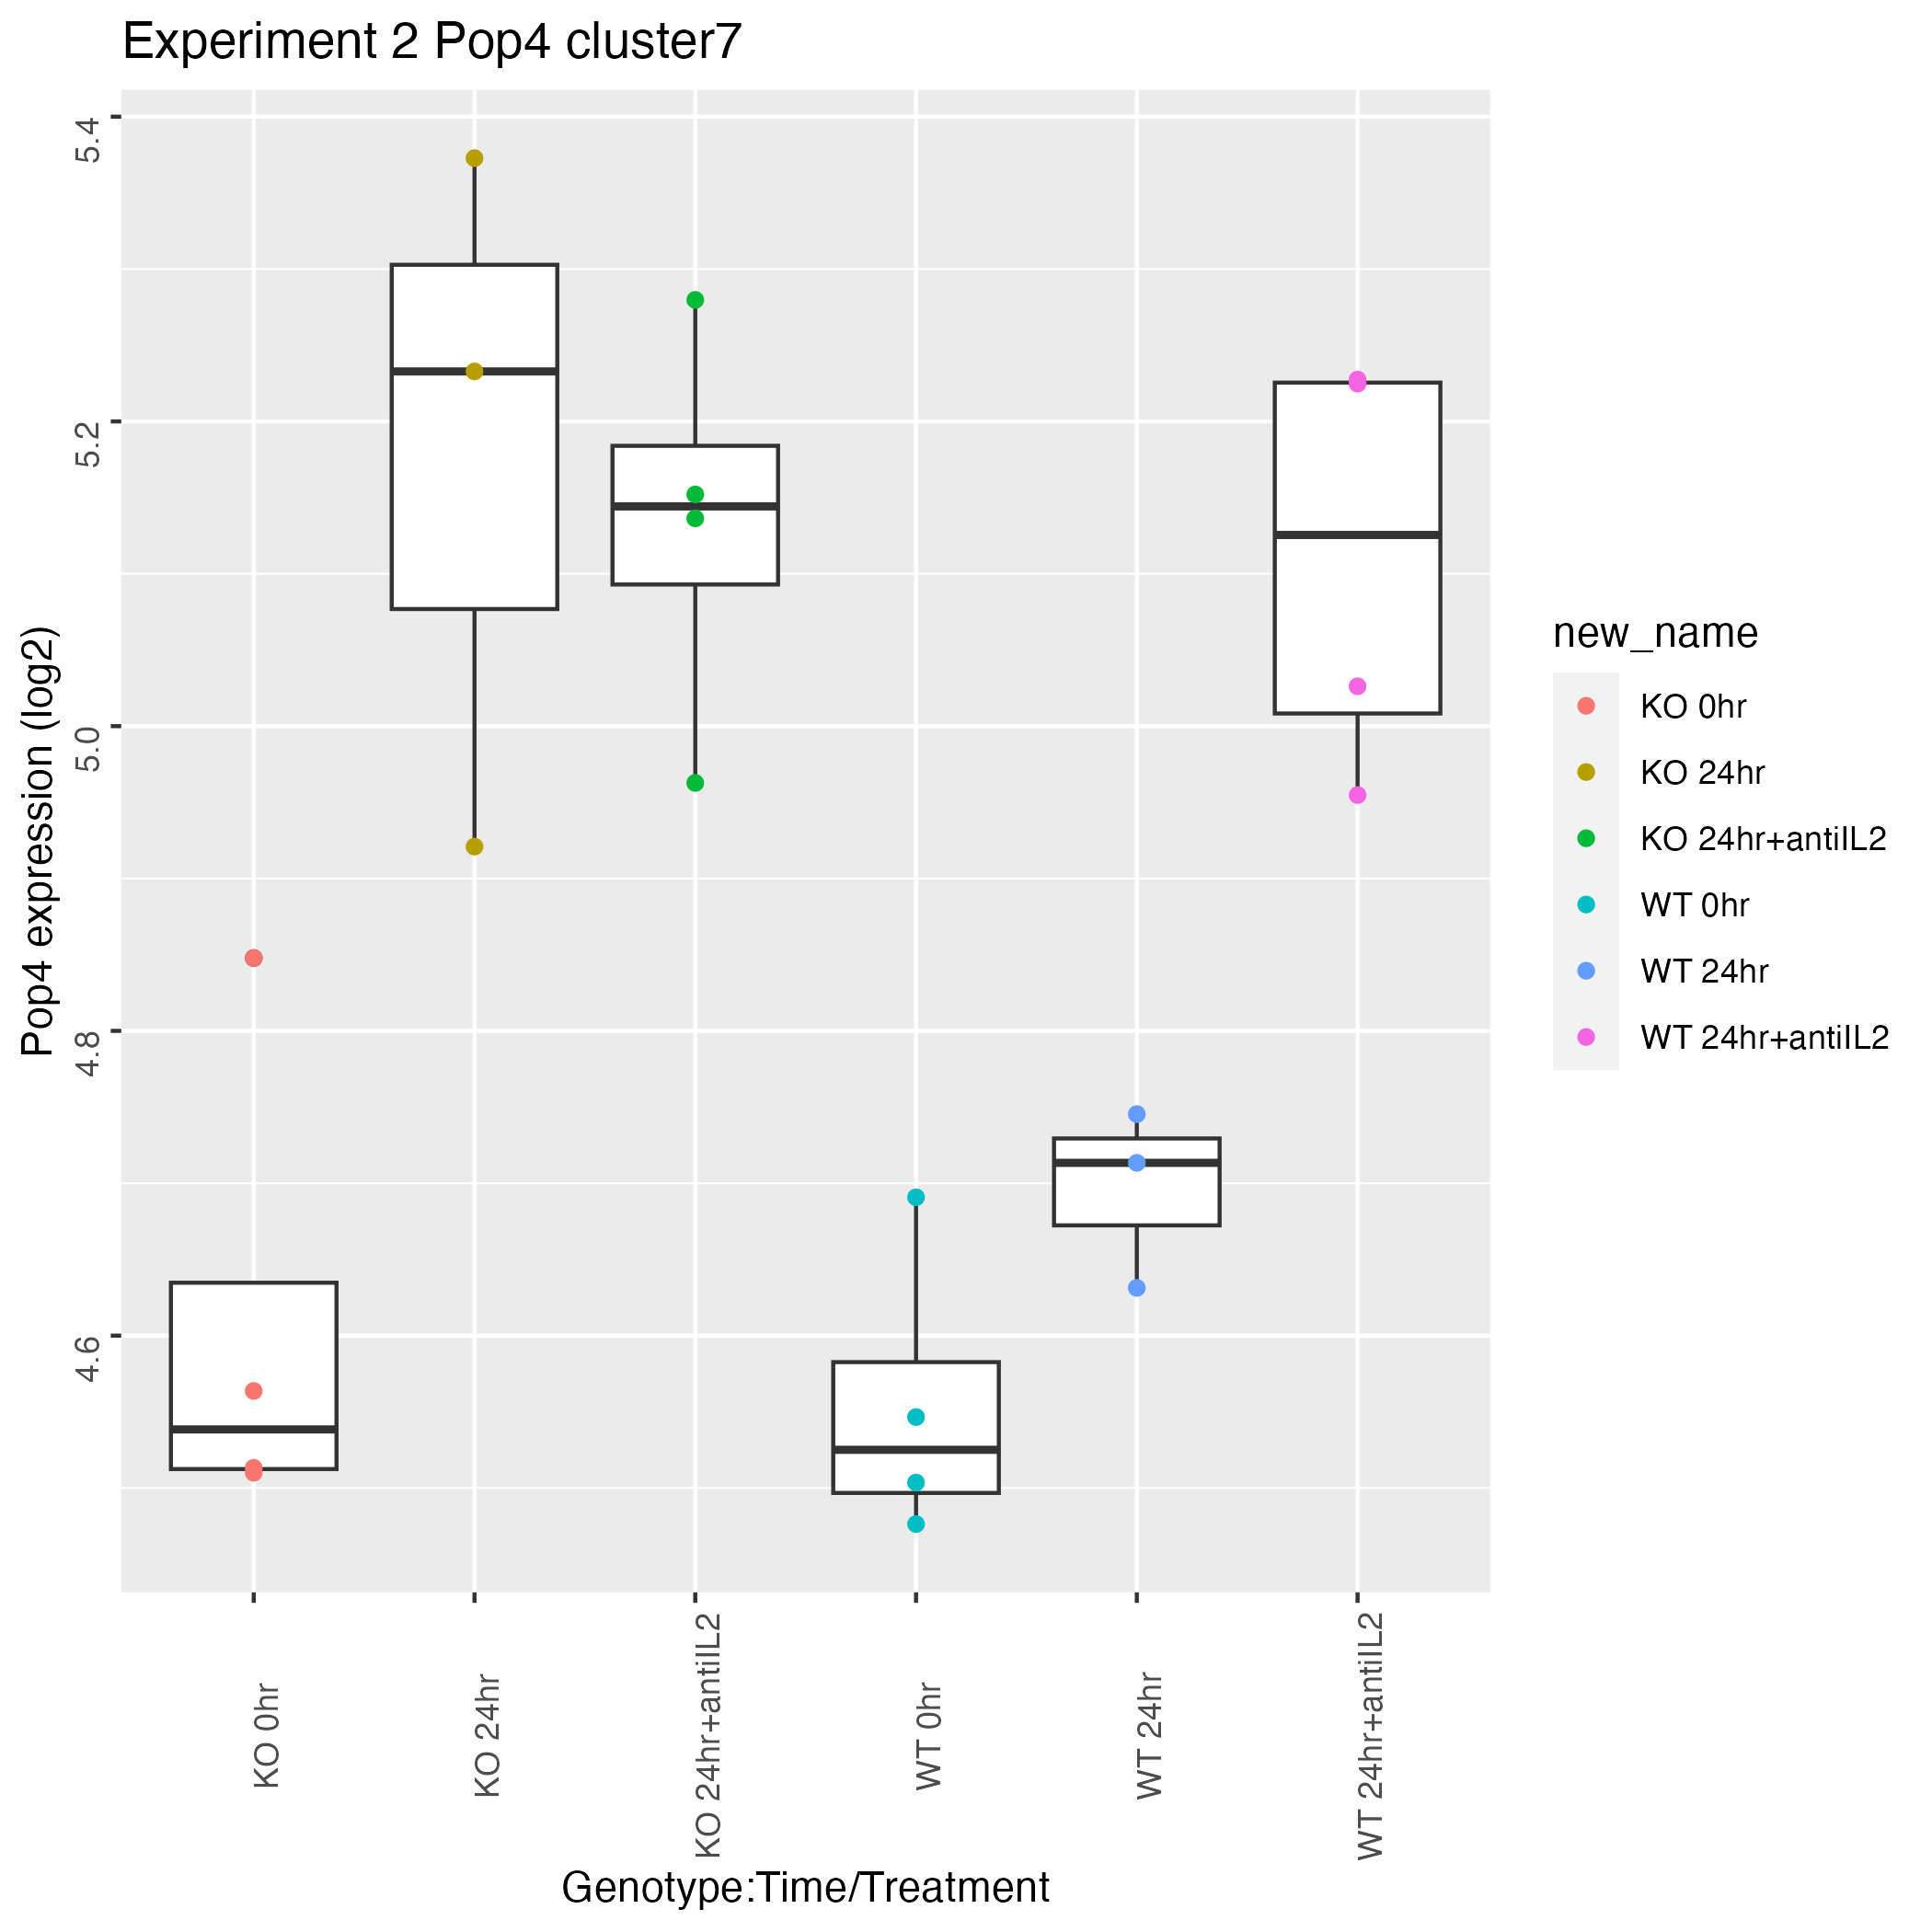 Experiment 2 Pop4 cluster7
Pop4 expression (log2)
5.4
5.2
5.0
4.8
4.6
KO 0hr
KO 24hr
KO 24hr+antiIL2
WT 0hr
WT 24hr
WT 24hr+antiIL2
Genotype:Time/Treatment
new_name
KO 0hr
KO 24hr
KO 24hr+antiIL2
WT 0hr
WT 24hr
WT 24hr+antiIL2